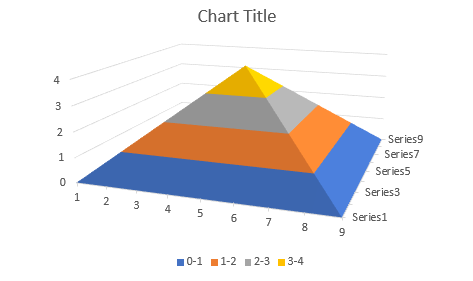 Chart Title
4
3
2
1
0
1 2 3 4 5 6 7 8 9
Series9
Series7
Series5
Series3
Series1
0-1 1-2 2-3 3-4